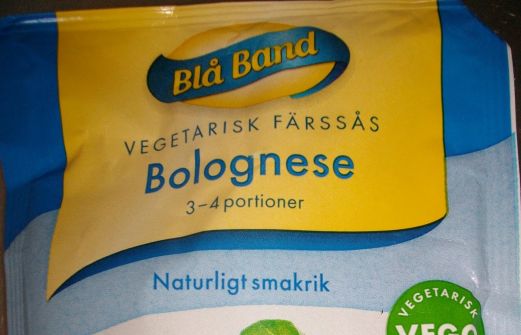 Blå Band
VEGETARISK FÄRSSÅS
Bolognese
3–4 portioner
Naturligt smakrik
VEGETARISK
VEGO